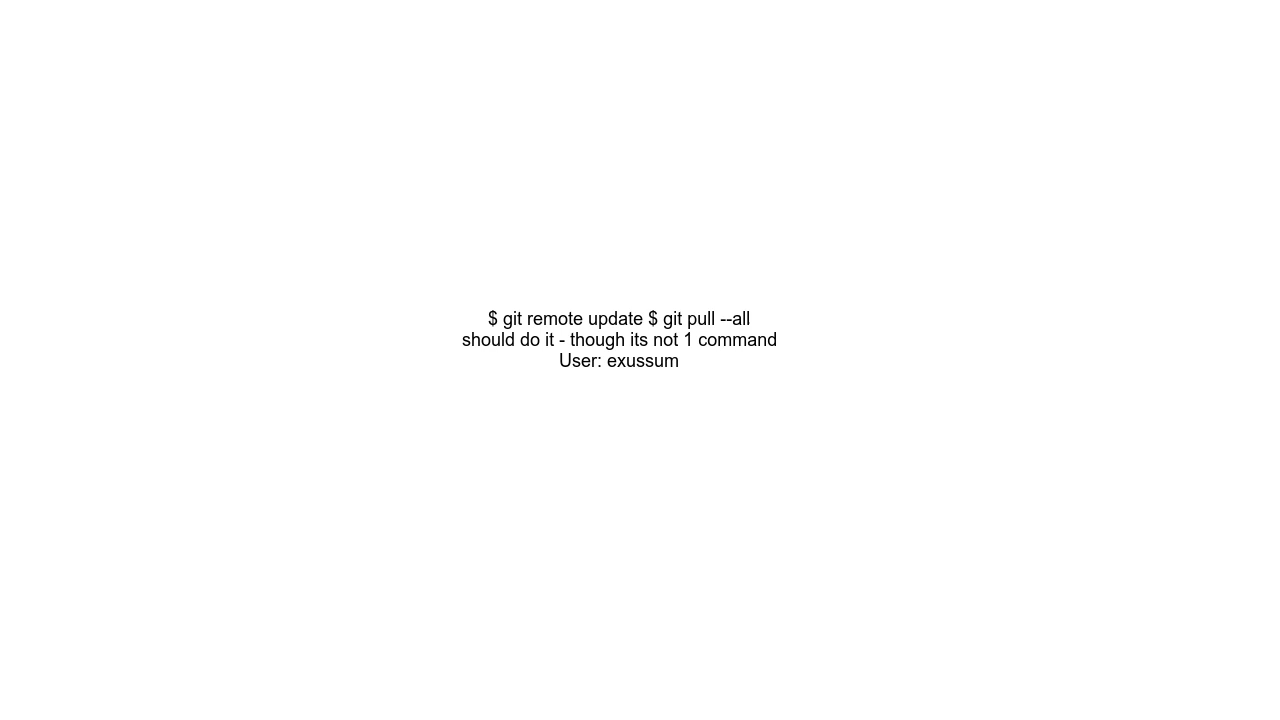 $ git remote update $ git pull --all
should do it - though its not 1 command
User: exussum